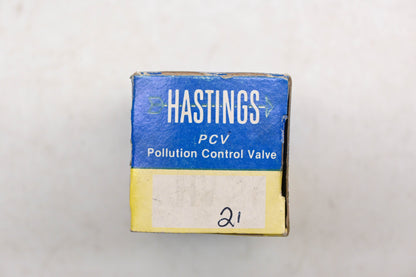 HASTINGS
PCV
Pollution Control Valve
21